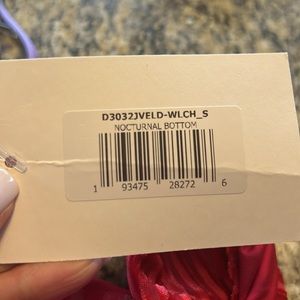 D3032JVELD-WLCH_S
NOCTURNAL BOTTOM
1 93475 28272 6